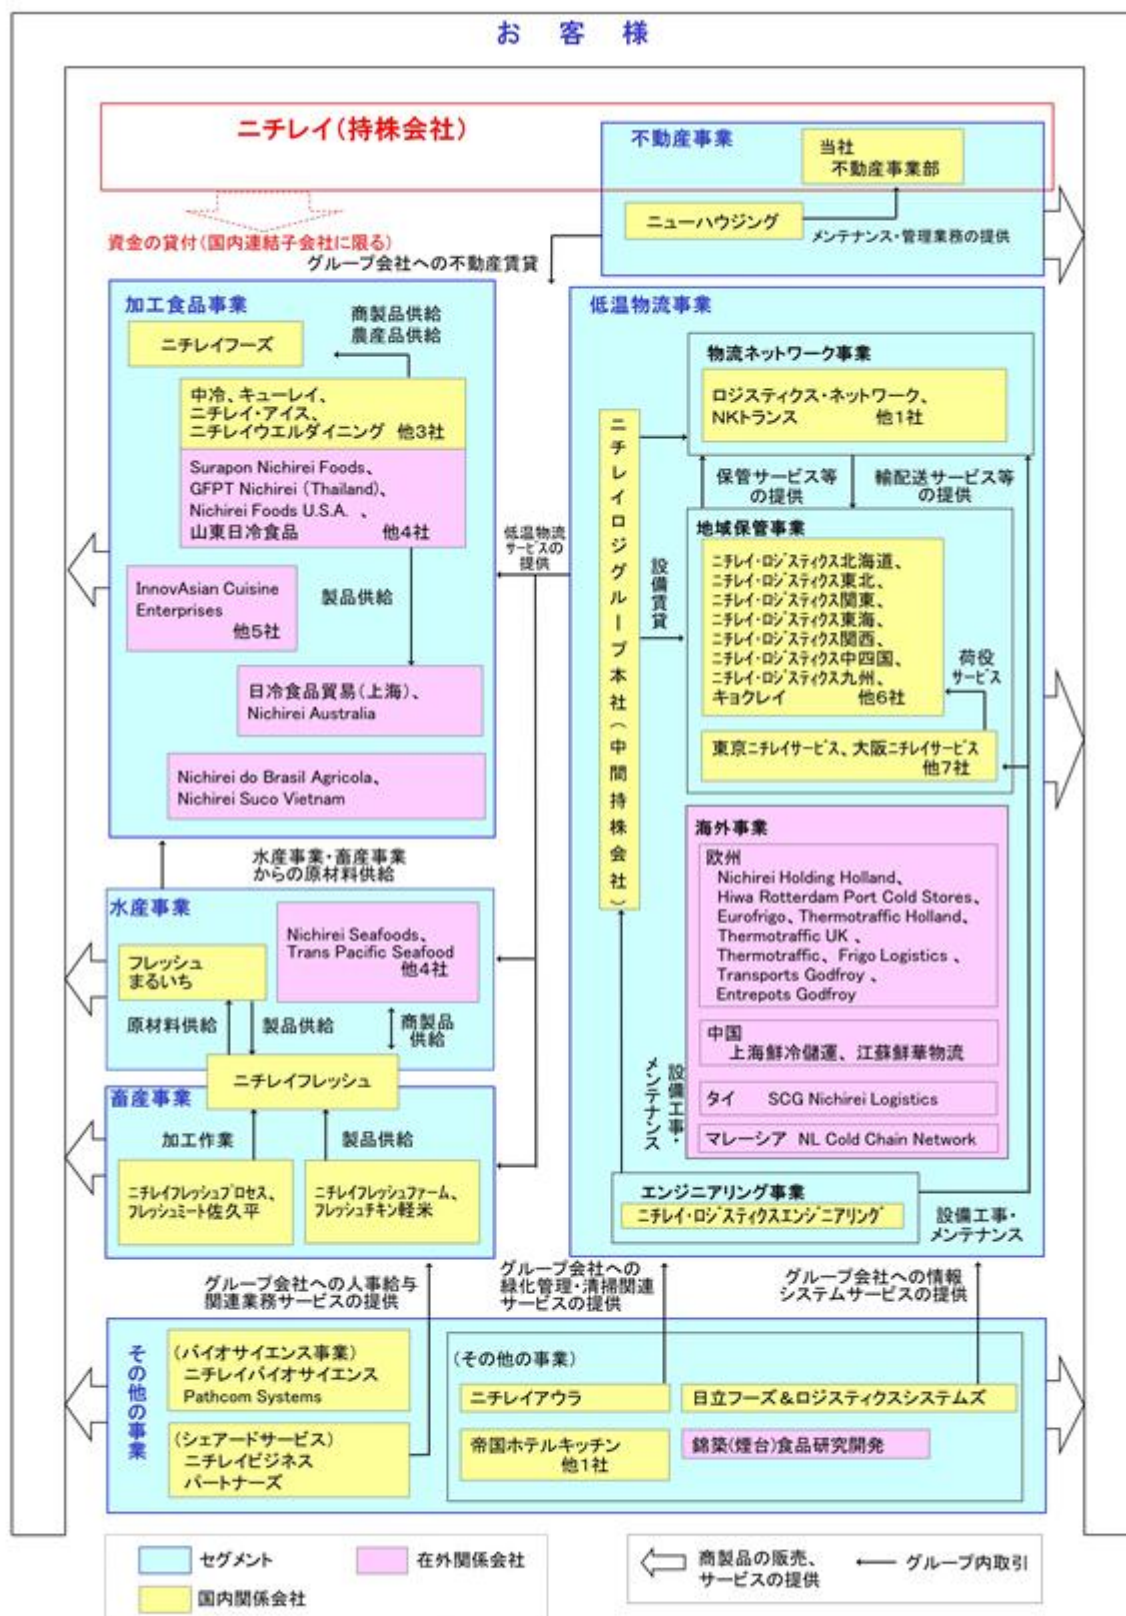 お 客 様
ニチレイ(持株会社)
不動産事業
当社
不動産事業部
ニューハウジング
メンテナンス・管理業務の提供
資金の貸付(国内連結子会社に限る)
グループ会社への不動産賃貸
加工食品事業
商製品供給
農産品供給
ニチレイフーズ
中冷、キューレイ、
ニチレイ・アイス、
ニチレイウエルダイニング 他3社
Surapon Nichirei Foods、
GFPT Nichirei (Thailand)、
Nichirei Foods U.S.A. 、
山東日冷食品 他4社
InnovAsian Cuisine
Enterprises
他5社
製品供給
日冷食品貿易(上海)、
Nichirei Australia
Nichirei do Brasil Agricola、
Nichirei Suco Vietnam
低温物流
サービスの
提供
低温物流事業
ニチレイロジグループ本社(中間持株会社)
物流ネットワーク事業
ロジスティクス・ネットワーク、
NKトランス 他1社
保管サービス等
の提供
輸配送サービス等
の提供
設備賃貸
地域保管事業
ニチレイ・ロジスティクス北海道、
ニチレイ・ロジスティクス東北、
ニチレイ・ロジスティクス関東、
ニチレイ・ロジスティクス東海、
ニチレイ・ロジスティクス関西、
ニチレイ・ロジスティクス中四国、
ニチレイ・ロジスティクス九州、
キョクレイ 他6社
荷役
サービス
東京ニチレイサービス、大阪ニチレイサービス
他7社
海外事業
欧州
Nichirei Holding Holland、
Hiwa Rotterdam Port Cold Stores、
Eurofrigo、Thermotraffic Holland、
Thermotraffic UK 、
Thermotraffic、Frigo Logistics 、
Transports Godfroy 、
Entrepots Godfroy
中国
上海鮮冷儲運、江蘇鮮華物流
タイ SCG Nichirei Logistics
マレーシア NL Cold Chain Network
設備工事・
メンテナンス
エンジニアリング事業
ニチレイ・ロジスティクスエンジニアリング
設備工事・
メンテナンス
水産事業・畜産事業
からの原材料供給
水産事業
フレッシュ
まるいち
Nichirei Seafoods、
Trans Pacific Seafood
他4社
原材料供給
製品供給
商製品
供給
ニチレイフレッシュ
畜産事業
加工作業
製品供給
ニチレイフレッシュプロセス、
フレッシュミート佐久平
ニチレイフレッシュファーム、
フレッシュチキン軽米
グループ会社への人事給与
関連業務サービスの提供
グループ会社への
緑化管理・清掃関連
サービスの提供
グループ会社への情報
システムサービスの提供
その他の事業
(バイオサイエンス事業)
ニチレイバイオサイエンス
Pathcom Systems
(シェアードサービス)
ニチレイビジネス
パートナーズ
(その他の事業)
ニチレイアウラ
日立フーズ&ロジスティクスシステムズ
帝国ホテルキッチン
他1社
錦築(煙台)食品研究開発
セグメント
在外関係会社
国内関係会社
商製品の販売、
サービスの提供
グループ内取引